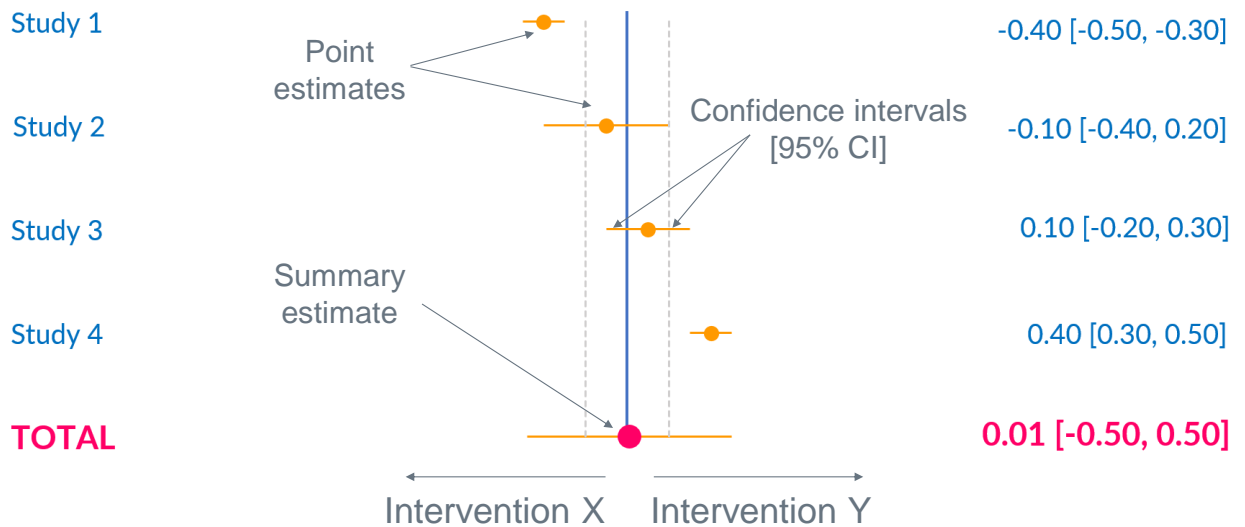 Study 1
-0.40 [-0.50, -0.30]
Point
estimates
Study 2
Confidence intervals
[95% CI]
-0.10 [-0.40, 0.20]
Study 3
0.10 [-0.20, 0.30]
Summary
estimate
Study 4
0.40 [0.30, 0.50]
TOTAL
0.01 [-0.50, 0.50]
Intervention X
Intervention Y